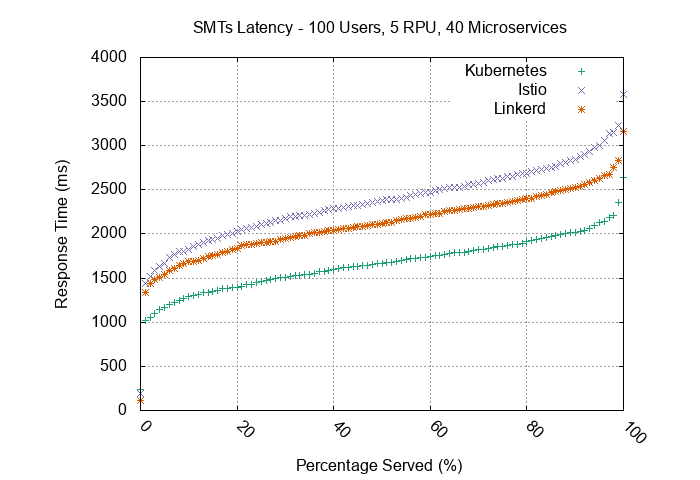 SMTs Latency - 100 Users, 5 RPU, 40 Microservices
4000
3500
3000
2500
2000
1500
1000
500
0
Response Time (ms)
Kubernetes
Istio
Linkerd
0
20
40
60
80
100
Percentage Served (%)